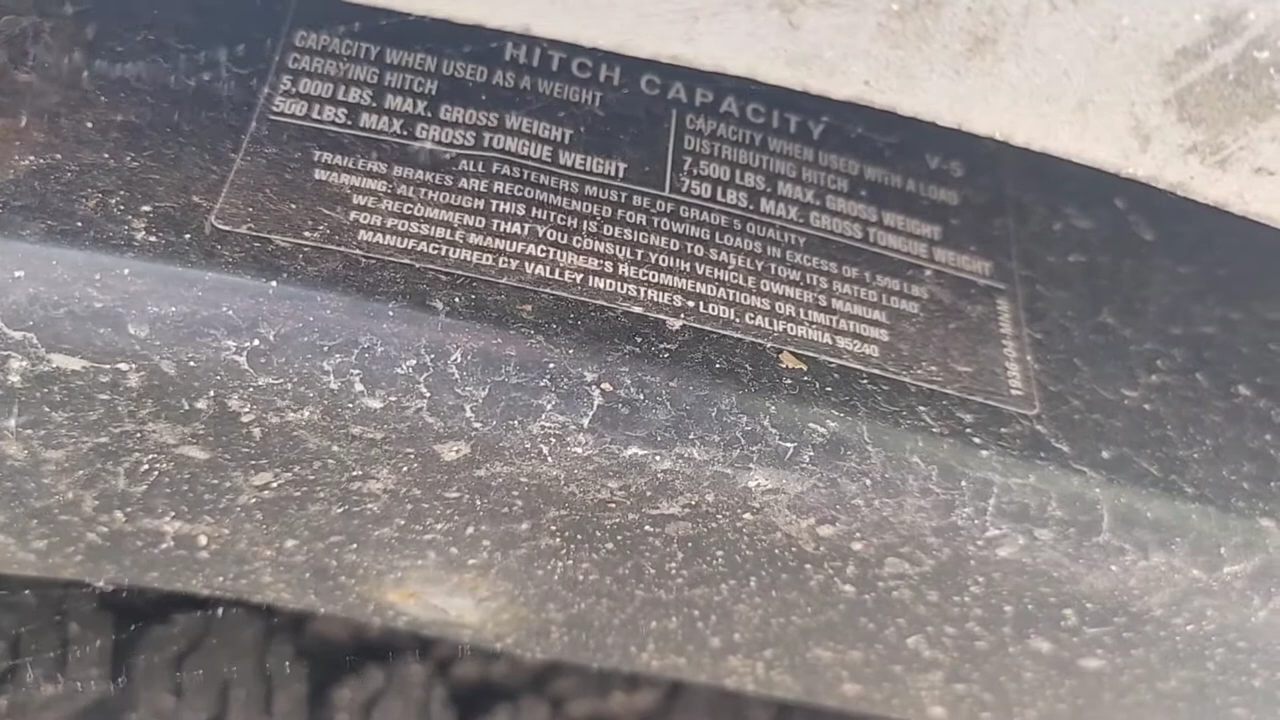 HITCH CAPACITY
V-5
CAPACITY WHEN USED AS A WEIGHT
CARRYING HITCH
5,000 LBS. MAX. GROSS WEIGHT
500 LBS. MAX. GROSS TONGUE WEIGHT
CAPACITY WHEN USED WITH A LOAD
DISTRIBUTING HITCH
7,500 LBS. MAX. GROSS WEIGHT
750 LBS. MAX. GROSS TONGUE WEIGHT
ALL FASTENERS MUST BE OF GRADE 5 QUALITY
TRAILERS BRAKES ARE RECOMMENDED FOR TOWING LOADS IN EXCESS OF 1,500 LBS
WARNING: ALTHOUGH THIS HITCH IS DESIGNED TO SAFELY TOW ITS RATED LOAD,
WE RECOMMEND THAT YOU CONSULT YOUR VEHICLE OWNER'S MANUAL
FOR POSSIBLE MANUFACTURER'S RECOMMENDATIONS OR LIMITATIONS
MANUFACTURED BY VALLEY INDUSTRIES • LODI, CALIFORNIA 95240